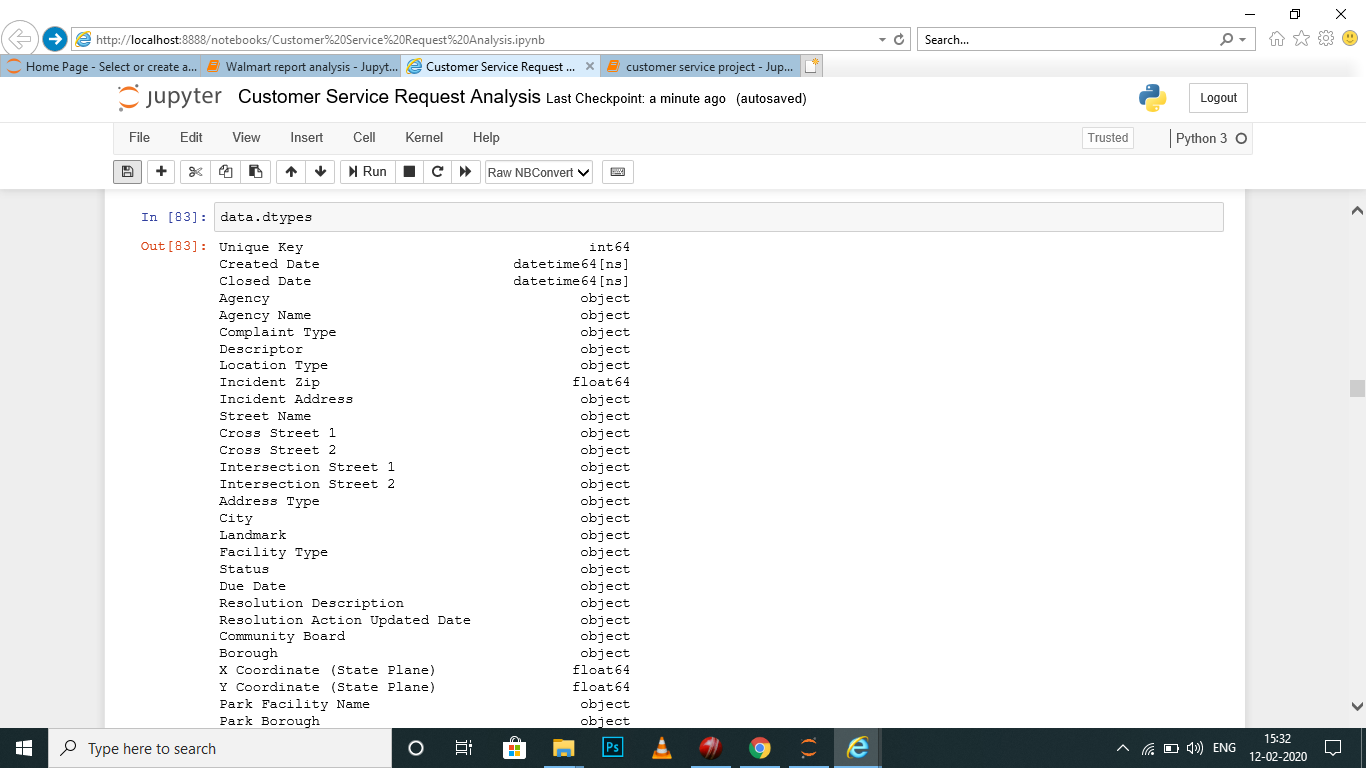 http://localhost:8888/notebooks/Customer%20Service%20Request%20Analysis.ipynb
Search...
Home Page - Select or create a...
Walmart report analysis - Jupyt...
Customer Service Request ...
customer service project - Jup...
jupyter Customer Service Request Analysis Last Checkpoint: a minute ago (autosaved)
Logout
File Edit View Insert Cell Kernel Help
Trusted
Python 3
Run
Raw NBConvert
In [83]: data.dtypes
Out[83]: Unique Key int64
Created Date datetime64[ns]
Closed Date datetime64[ns]
Agency object
Agency Name object
Complaint Type object
Descriptor object
Location Type object
Incident Zip float64
Incident Address object
Street Name object
Cross Street 1 object
Cross Street 2 object
Intersection Street 1 object
Intersection Street 2 object
Address Type object
City object
Landmark object
Facility Type object
Status object
Due Date object
Resolution Description object
Resolution Action Updated Date object
Community Board object
Borough object
X Coordinate (State Plane) float64
Y Coordinate (State Plane) float64
Park Facility Name object
Park Borough object
Type here to search
Ps
ENG
15:32
12-02-2020